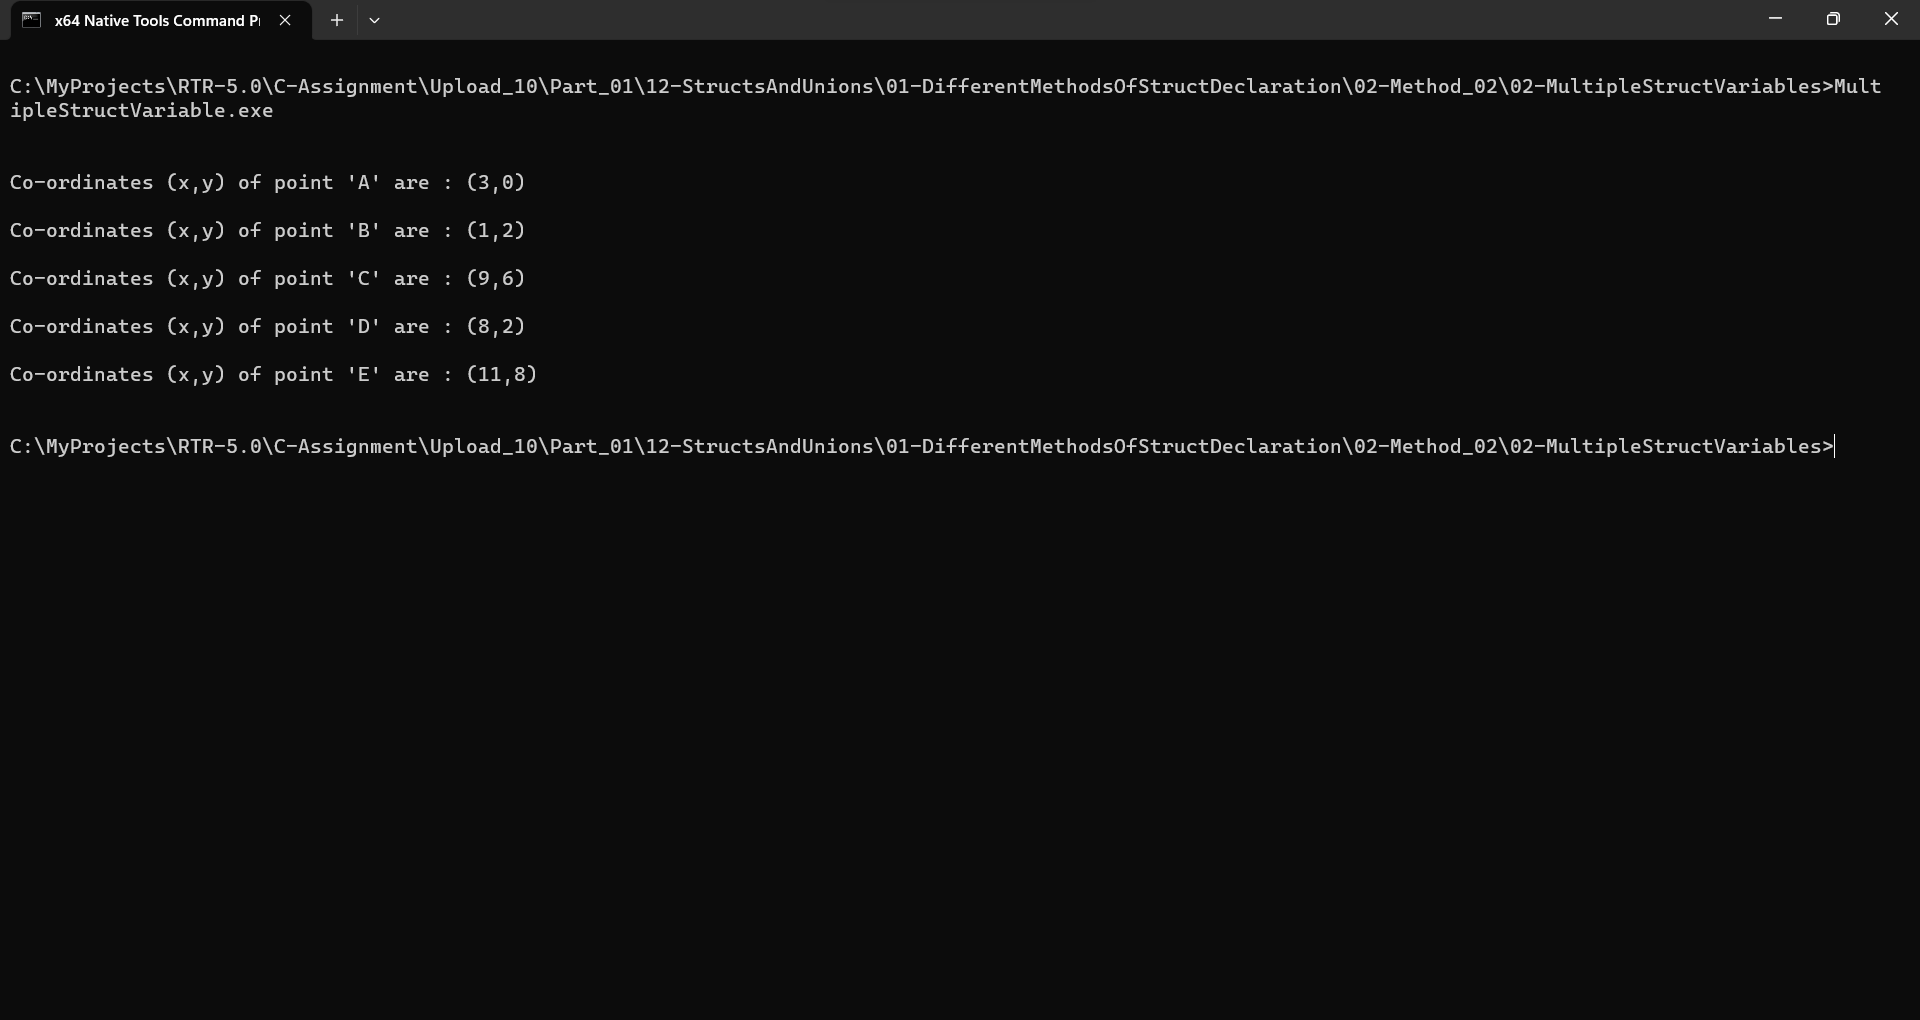 x64 Native Tools Command P
C:\MyProjects\RTR-5.0\C-Assignment\Upload_10\Part_01\12-StructsAndUnions\01-DifferentMethodsOfStructDeclaration\02-Method_02\02-MultipleStructVariables>Mult
ipleStructVariable.exe
Co-ordinates (x,y) of point 'A' are : (3,0)
Co-ordinates (x,y) of point 'B' are : (1,2)
Co-ordinates (x,y) of point 'C' are : (9,6)
Co-ordinates (x,y) of point 'D' are : (8,2)
Co-ordinates (x,y) of point 'E' are : (11,8)
C:\MyProjects\RTR-5.0\C-Assignment\Upload_10\Part_01\12-StructsAndUnions\01-DifferentMethodsOfStructDeclaration\02-Method_02\02-MultipleStructVariables>